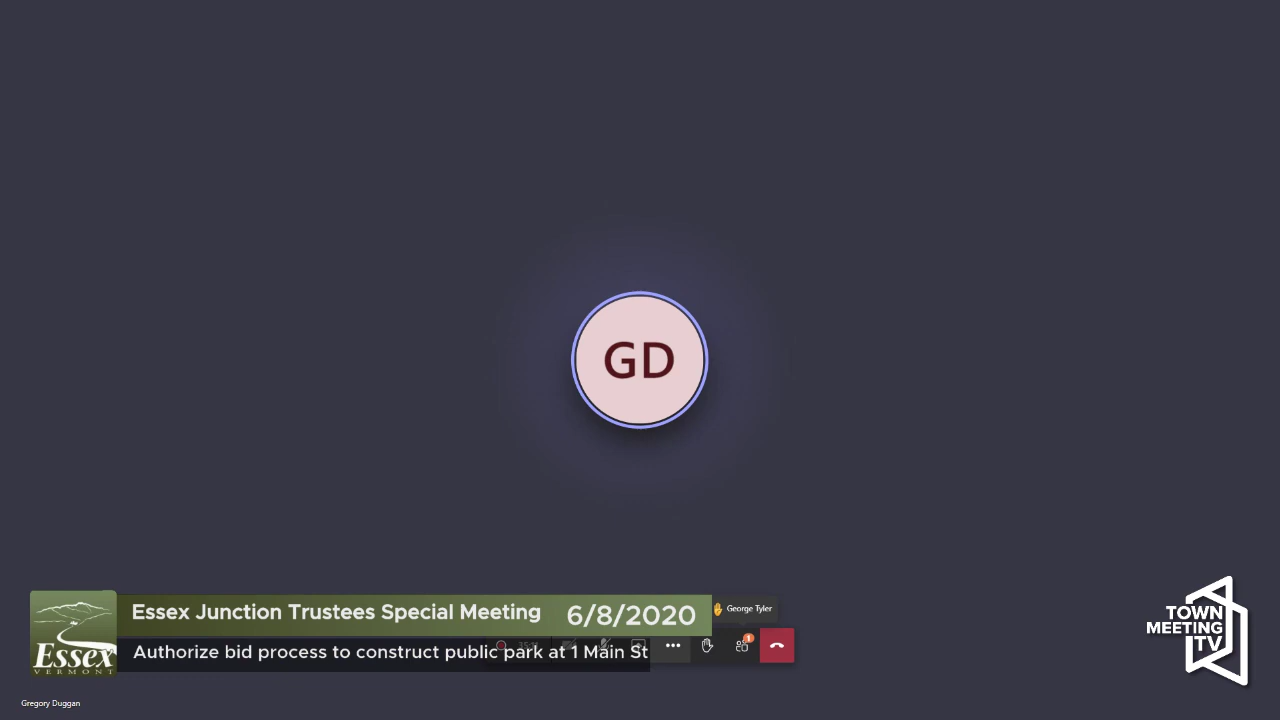 GD
George Tyler
Essex Junction Trustees Special Meeting 6/8/2020
Authorize bid process to construct public park at 1 Main St
Essex
VERMONT
TOWN
MEETING
TV
1
Gregory Duggan